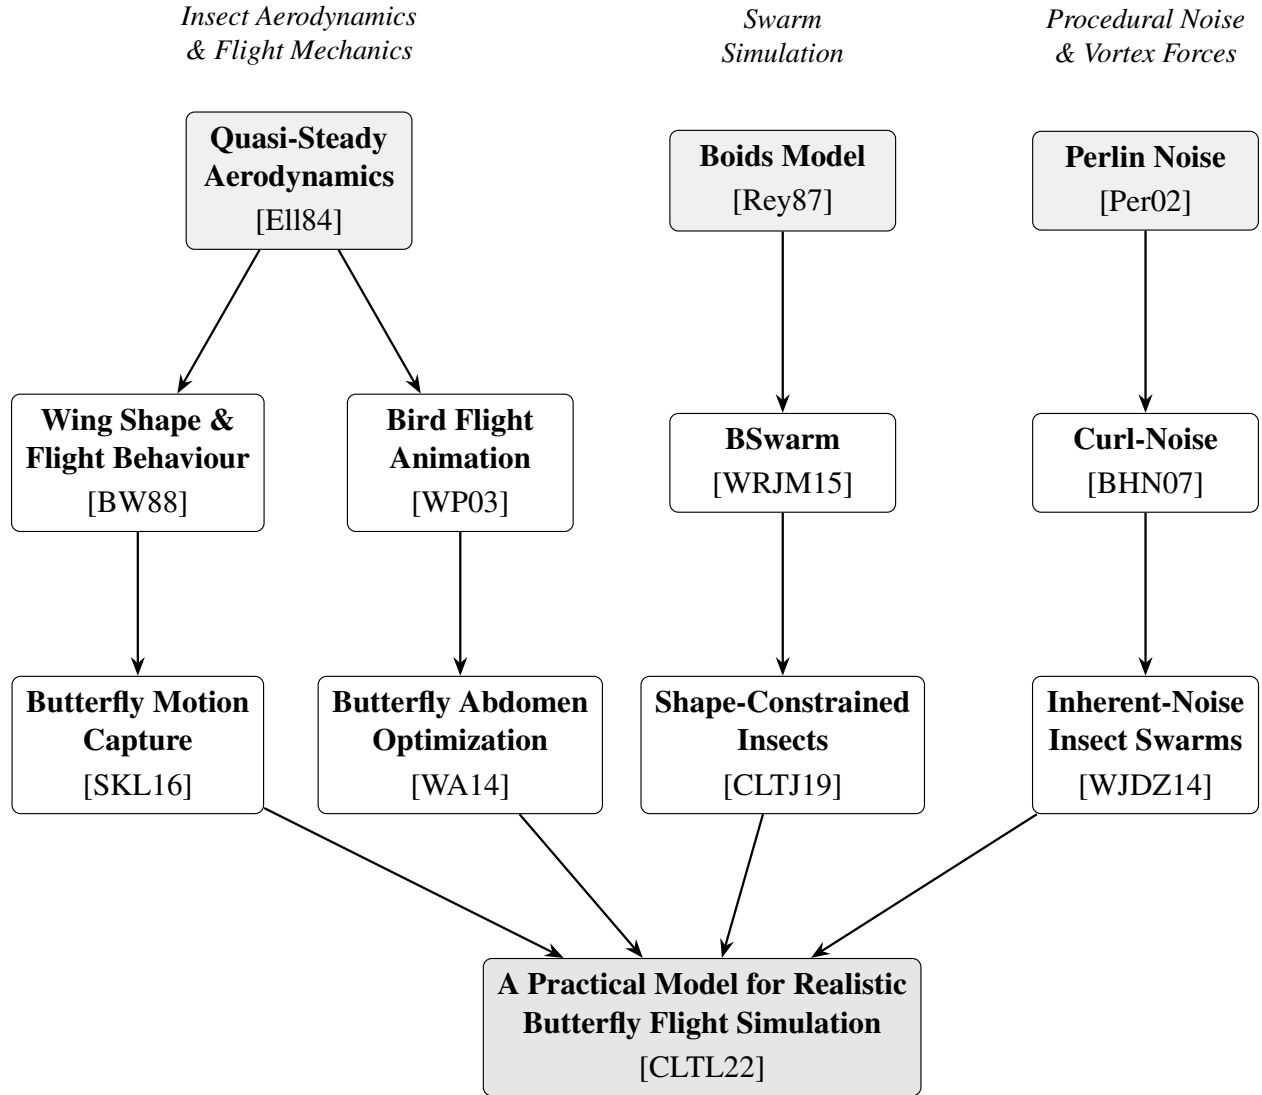 Insect Aerodynamics
& Flight Mechanics
Swarm
Simulation
Procedural Noise
& Vortex Forces
Quasi-Steady
Aerodynamics
[Ell84]
Boids Model
[Rey87]
Perlin Noise
[Per02]
Wing Shape &
Flight Behaviour
[BW88]
Bird Flight
Animation
[WP03]
BSwarm
[WRJM15]
Curl-Noise
[BHN07]
Butterfly Motion
Capture
[SKL16]
Butterfly Abdomen
Optimization
[WA14]
Shape-Constrained
Insects
[CLTJ19]
Inherent-Noise
Insect Swarms
[WJDZ14]
A Practical Model for Realistic
Butterfly Flight Simulation
[CLTL22]